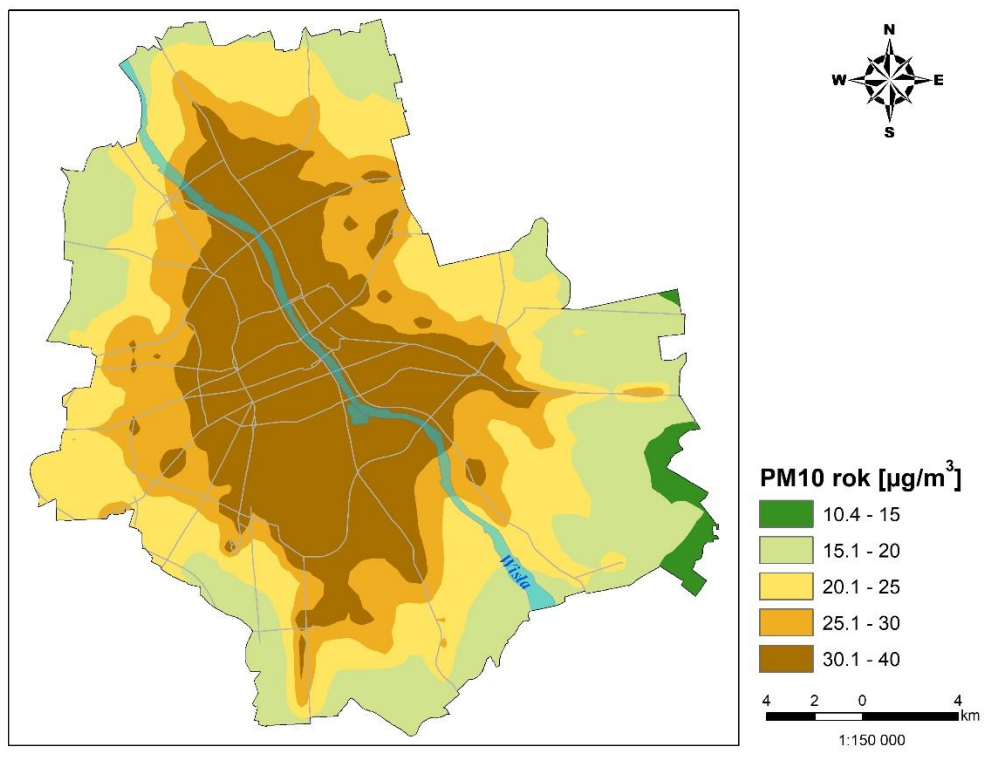 N
W E
S
Wisła
PM10 rok [µg/m³]
10.4 - 15
15.1 - 20
20.1 - 25
25.1 - 30
30.1 - 40
4 2 0 4
km
1:150 000